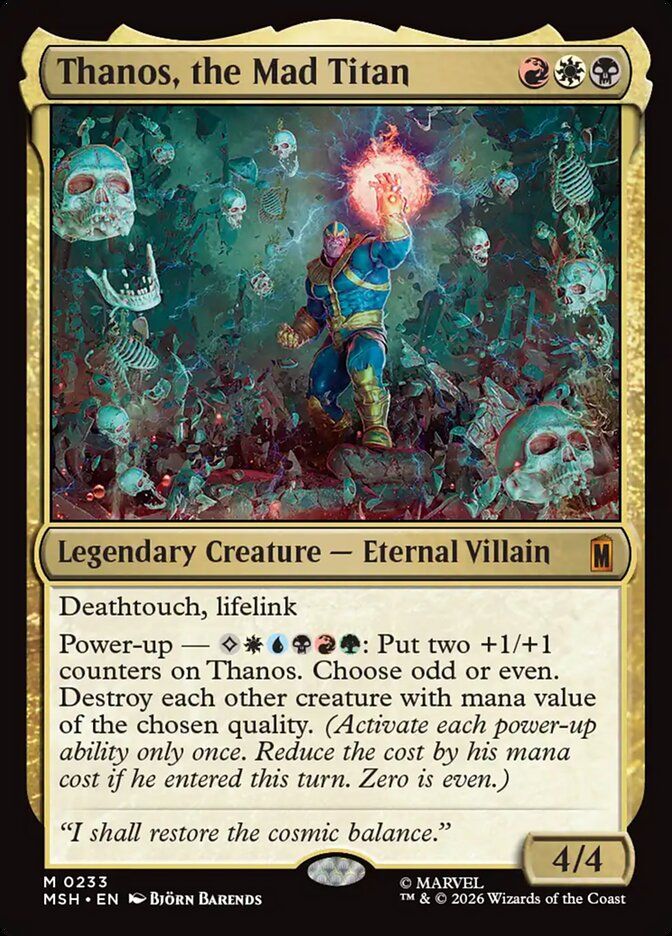 Thanos, the Mad Titan
Legendary Creature — Eternal Villain
M
Deathtouch, lifelink
Power-up — : Put two +1/+1
counters on Thanos. Choose odd or even.
Destroy each other creature with mana value
of the chosen quality. (Activate each power-up
ability only once. Reduce the cost by his mana
cost if he entered this turn. Zero is even.)
“I shall restore the cosmic balance.”
4/4
M 0233
MSH • EN Björn Barends
© MARVEL
™ & © 2026 Wizards of the Coast